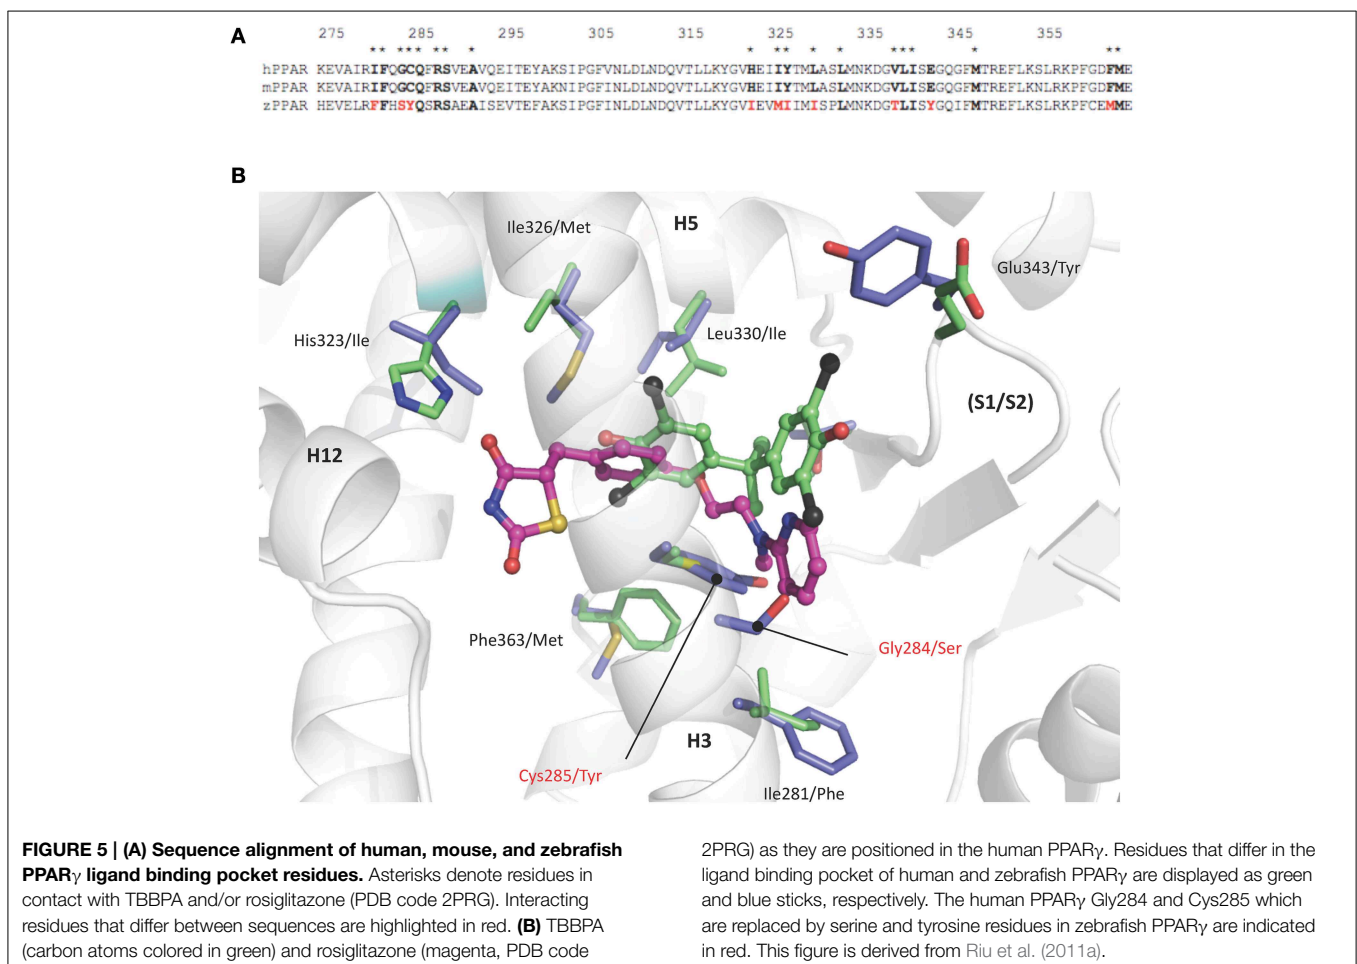 A
275 285 295 305 315 325 335 345 355
** *** ** * * ** * * *** * **
hPPAR KEVAIRIFQGCQFRSVEAVQEITEYAKSIPGFVNLDLNDQVTLLKYGVHEIIYTMLASLMNKDGVLISEGQGFMTREFLKSLRKPFGDFME
mPPAR KEVAIRIFQGCQFRSVEAVQEITEYAKSIPGFINLDLNDQVTLLKYGVHEIIYTMLASLMNKDGVLISEGQGFMTREFLKSLRKPFGDFME
zPPAR HEVELRFFHSYQSRSAEAISEVTEFAKSIPGFINLDLNDQVTLLKYGVIEVMIIMISPLMNKDGTLISYGQIFMTREFLKSLRKPFCEMME
B
Ile326/Met
H5
Glu343/Tyr
His323/Ile
Leu330/Ile
(S1/S2)
H12
Phe363/Met
Gly284/Ser
H3
Cys285/Tyr
Ile281/Phe
FIGURE 5 | (A) Sequence alignment of human, mouse, and zebrafish
PPARγ ligand binding pocket residues. Asterisks denote residues in
contact with TBBPA and/or rosiglitazone (PDB code 2PRG). Interacting
residues that differ between sequences are highlighted in red. (B) TBBPA
(carbon atoms colored in green) and rosiglitazone (magenta, PDB code
2PRG) as they are positioned in the human PPARγ. Residues that differ in the
ligand binding pocket of human and zebrafish PPARγ are displayed as green
and blue sticks, respectively. The human PPARγ Gly284 and Cys285 which
are replaced by serine and tyrosine residues in zebrafish PPARγ are indicated
in red. This figure is derived from Riu et al. (2011a).